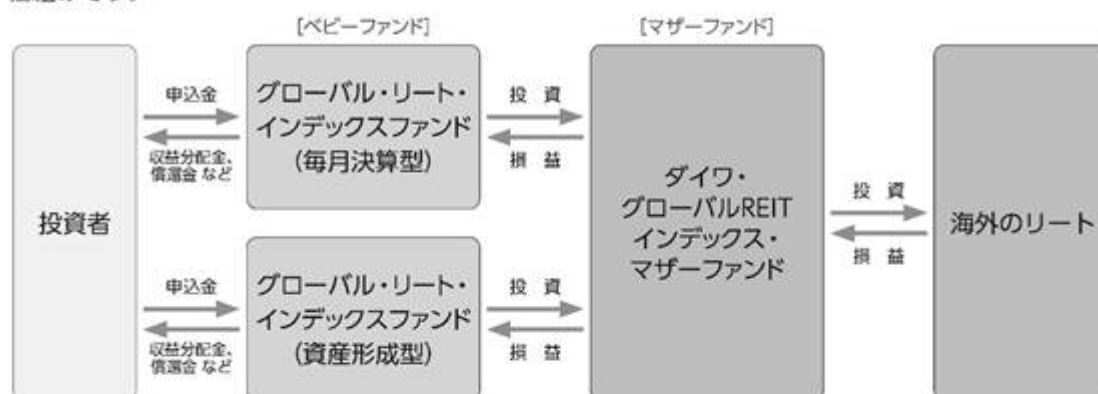 [ベビーファンド]
[マザーファンド]
投資者
申込金
収益分配金、
償還金 など
グローバル・リート・
インデックスファンド
(毎月決算型)
投 資
損 益
申込金
収益分配金、
償還金 など
グローバル・リート・
インデックスファンド
(資産形成型)
投 資
損 益
ダイワ・
グローバルREIT
インデックス・
マザーファンド
投 資
損 益
海外のリート